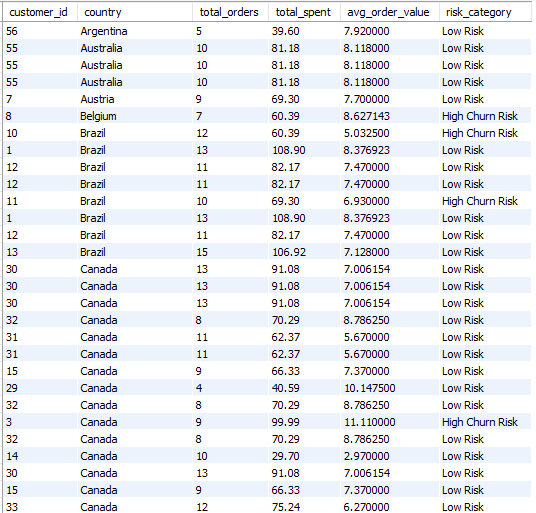 customer_id country total_orders total_spent avg_order_value risk_category
56 Argentina 5 39.60 7.920000 Low Risk
55 Australia 10 81.18 8.118000 Low Risk
55 Australia 10 81.18 8.118000 Low Risk
55 Australia 10 81.18 8.118000 Low Risk
7 Austria 9 69.30 7.700000 Low Risk
8 Belgium 7 60.39 8.627143 High Churn Risk
10 Brazil 12 60.39 5.032500 High Churn Risk
1 Brazil 13 108.90 8.376923 Low Risk
12 Brazil 11 82.17 7.470000 Low Risk
12 Brazil 11 82.17 7.470000 Low Risk
11 Brazil 10 69.30 6.930000 High Churn Risk
1 Brazil 13 108.90 8.376923 Low Risk
12 Brazil 11 82.17 7.470000 Low Risk
13 Brazil 15 106.92 7.128000 Low Risk
30 Canada 13 91.08 7.006154 Low Risk
30 Canada 13 91.08 7.006154 Low Risk
30 Canada 13 91.08 7.006154 Low Risk
32 Canada 8 70.29 8.786250 Low Risk
31 Canada 11 62.37 5.670000 Low Risk
31 Canada 11 62.37 5.670000 Low Risk
15 Canada 9 66.33 7.370000 Low Risk
29 Canada 4 40.59 10.147500 Low Risk
32 Canada 8 70.29 8.786250 Low Risk
3 Canada 9 99.99 11.110000 High Churn Risk
32 Canada 8 70.29 8.786250 Low Risk
14 Canada 10 29.70 2.970000 Low Risk
30 Canada 13 91.08 7.006154 Low Risk
15 Canada 9 66.33 7.370000 Low Risk
33 Canada 12 75.24 6.270000 Low Risk